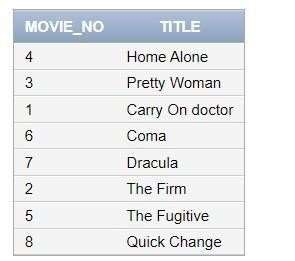 MOVIE_NO TITLE
4 Home Alone
3 Pretty Woman
1 Carry On doctor
6 Coma
7 Dracula
2 The Firm
5 The Fugitive
8 Quick Change